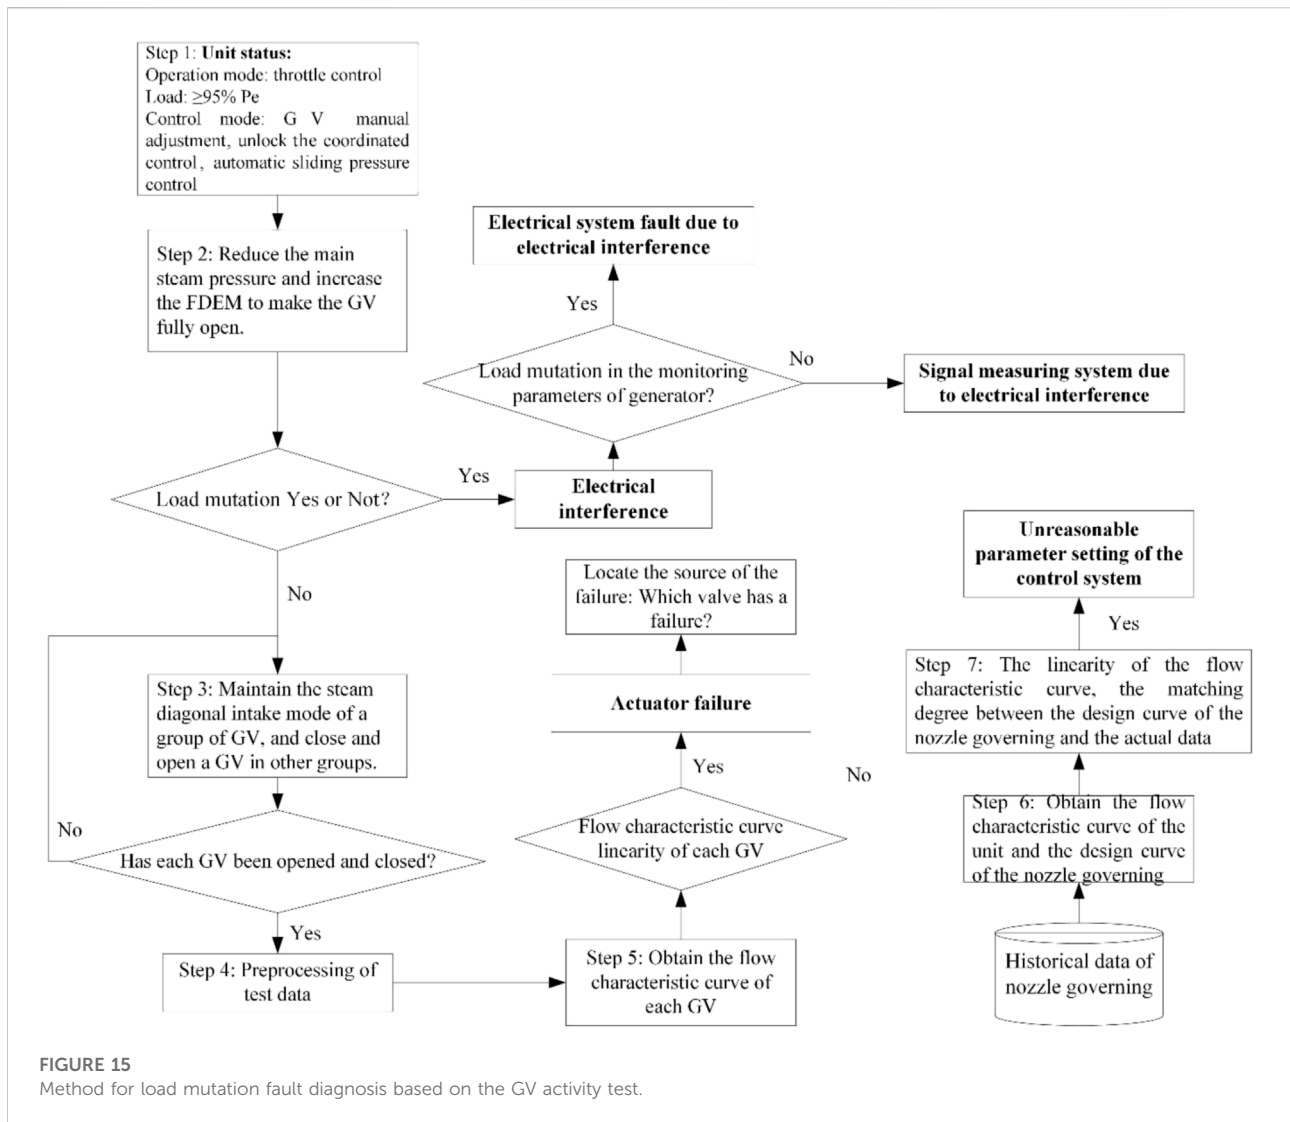 Step 1: Unit status:
Operation mode: throttle control
Load: ≥95% Pe
Control mode: G V manual
adjustment, unlock the coordinated
control, automatic sliding pressure
control
Step 2: Reduce the main
steam pressure and increase
the FDEM to make the GV
fully open.
Load mutation Yes or Not?
Yes
Electrical
interference
Load mutation in the monitoring
parameters of generator?
Yes
Electrical system fault due to
electrical interference
No
Signal measuring system due
to electrical interference
No
Step 3: Maintain the steam
diagonal intake mode of a
group of GV, and close and
open a GV in other groups.
Has each GV been opened and closed?
No
Yes
Step 4: Preprocessing of
test data
Step 5: Obtain the flow
characteristic curve of
each GV
Flow characteristic curve
linearity of each GV
Yes
No
Actuator failure
Locate the source of the
failure: Which valve has a
failure?
Historical data of
nozzle governing
Step 6: Obtain the flow
characteristic curve of the
unit and the design curve
of the nozzle governing
Step 7: The linearity of the flow
characteristic curve, the matching
degree between the design curve of the
nozzle governing and the actual data
Yes
Unreasonable
parameter setting of the
control system
FIGURE 15
Method for load mutation fault diagnosis based on the GV activity test.